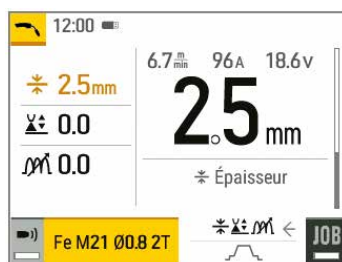 12:00
6.7 m/min 96A 18.6V
2.5mm
0.0
0.0
2.5 mm
Épaisseur
Fe M21 Ø0.8 2T
JOB